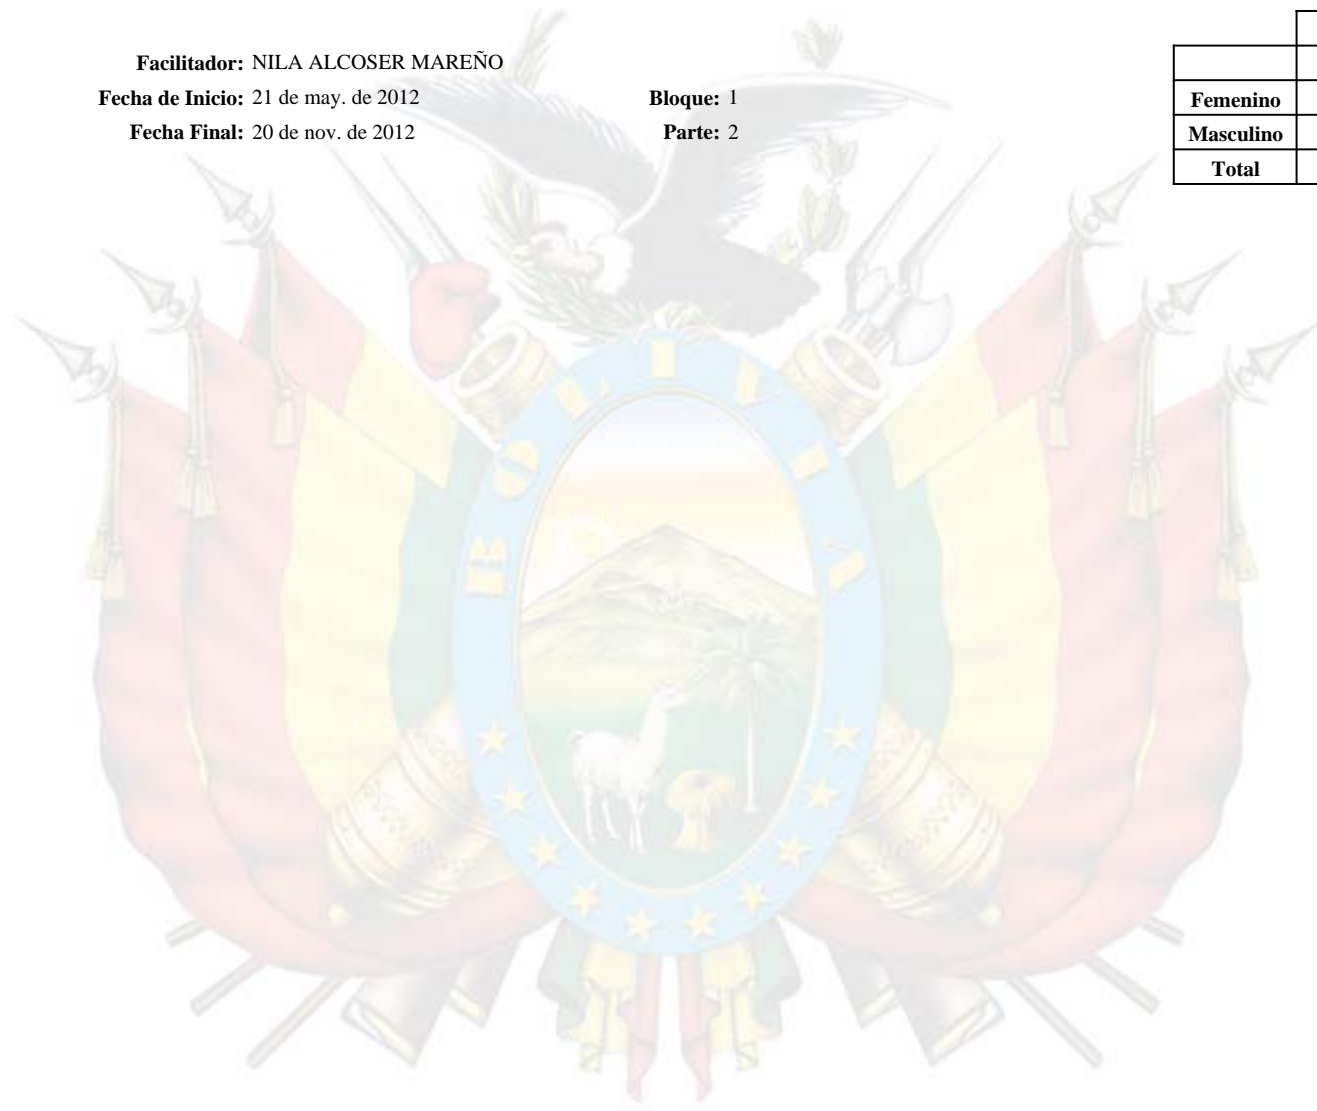 Facilitador: NILA ALCOSER MAREÑO
Fecha de Inicio: 21 de may. de 2012 Bloque: 1
Fecha Final: 20 de nov. de 2012 Parte: 2
Femenino
Masculino
Total
BOLIVIA